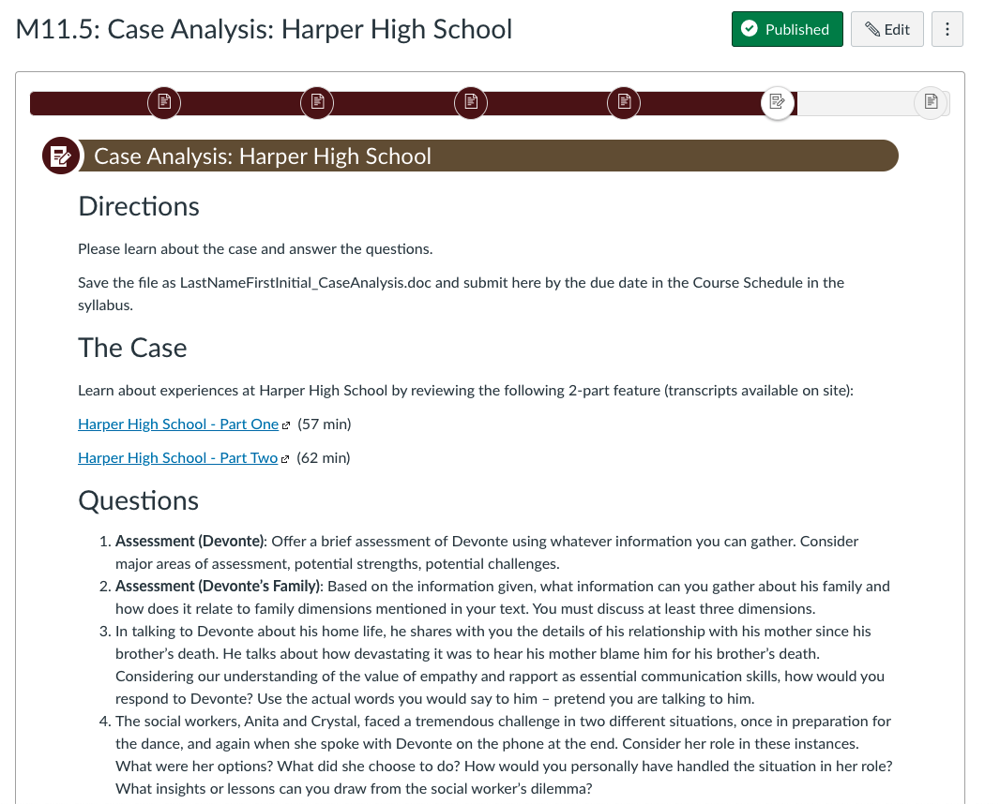 M11.5: Case Analysis: Harper High School
Published
Edit
Case Analysis: Harper High School
Directions
Please learn about the case and answer the questions.
Save the file as LastNameFirstInitial_CaseAnalysis.doc and submit here by the due date in the Course Schedule in the
syllabus.
The Case
Learn about experiences at Harper High School by reviewing the following 2-part feature (transcripts available on site):
Harper High School - Part One (57 min)
Harper High School - Part Two (62 min)
Questions
1. Assessment (Devonte): Offer a brief assessment of Devonte using whatever information you can gather. Consider
major areas of assessment, potential strengths, potential challenges.
2. Assessment (Devonte’s Family): Based on the information given, what information can you gather about his family and
how does it relate to family dimensions mentioned in your text. You must discuss at least three dimensions.
3. In talking to Devonte about his home life, he shares with you the details of his relationship with his mother since his
brother’s death. He talks about how devastating it was to hear his mother blame him for his brother’s death.
Considering our understanding of the value of empathy and rapport as essential communication skills, how would you
respond to Devonte? Use the actual words you would say to him – pretend you are talking to him.
4. The social workers, Anita and Crystal, faced a tremendous challenge in two different situations, once in preparation for
the dance, and again when she spoke with Devonte on the phone at the end. Consider her role in these instances.
What were her options? What did she choose to do? How would you personally have handled the situation in her role?
What insights or lessons can you draw from the social worker’s dilemma?